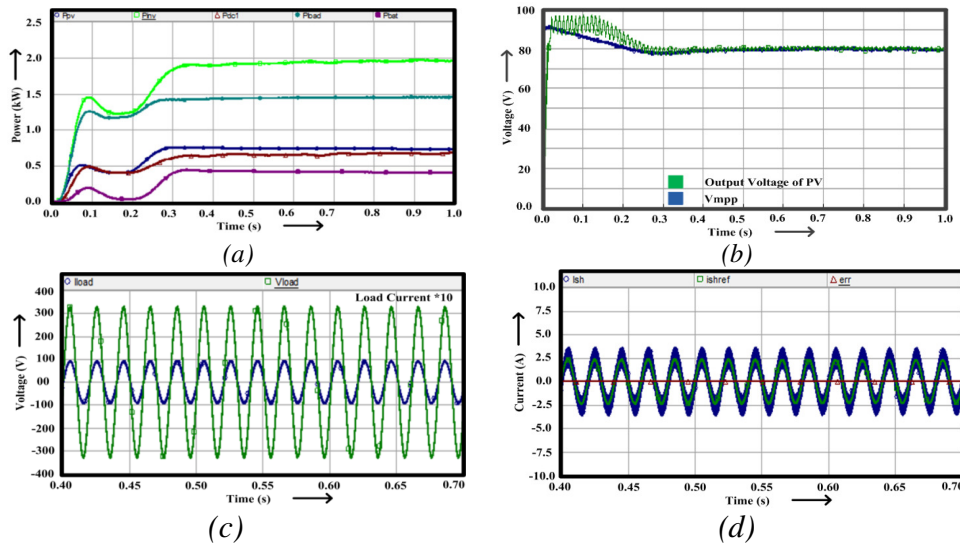 Ppv Pinv Pdc1 Pload Pbat
2.5
2.0
1.5
1.0
0.5
0.0
Power (kW)
0.0 0.1 0.2 0.3 0.4 0.5 0.6 0.7 0.8 0.9 1.0
Time (s)
(a)
100
80
60
40
20
0.0
Voltage (V)
Output Voltage of PV
Vmpp
0.0 0.1 0.2 0.3 0.4 0.5 0.6 0.7 0.8 0.9 1.0
Time (s)
(b)
Iload Vload
Load Current *10
400
300
200
100
00
-100
-200
-300
-400
Voltage (V)
0.40 0.45 0.50 0.55 0.60 0.65 0.70
Time (s)
(c)
Ish ishref err
10.0
7.5
5.0
2.5
0.0
-2.5
-5.0
-7.5
-10.0
Current (A)
0.40 0.45 0.50 0.55 0.60 0.65 0.70
Time (s)
(d)